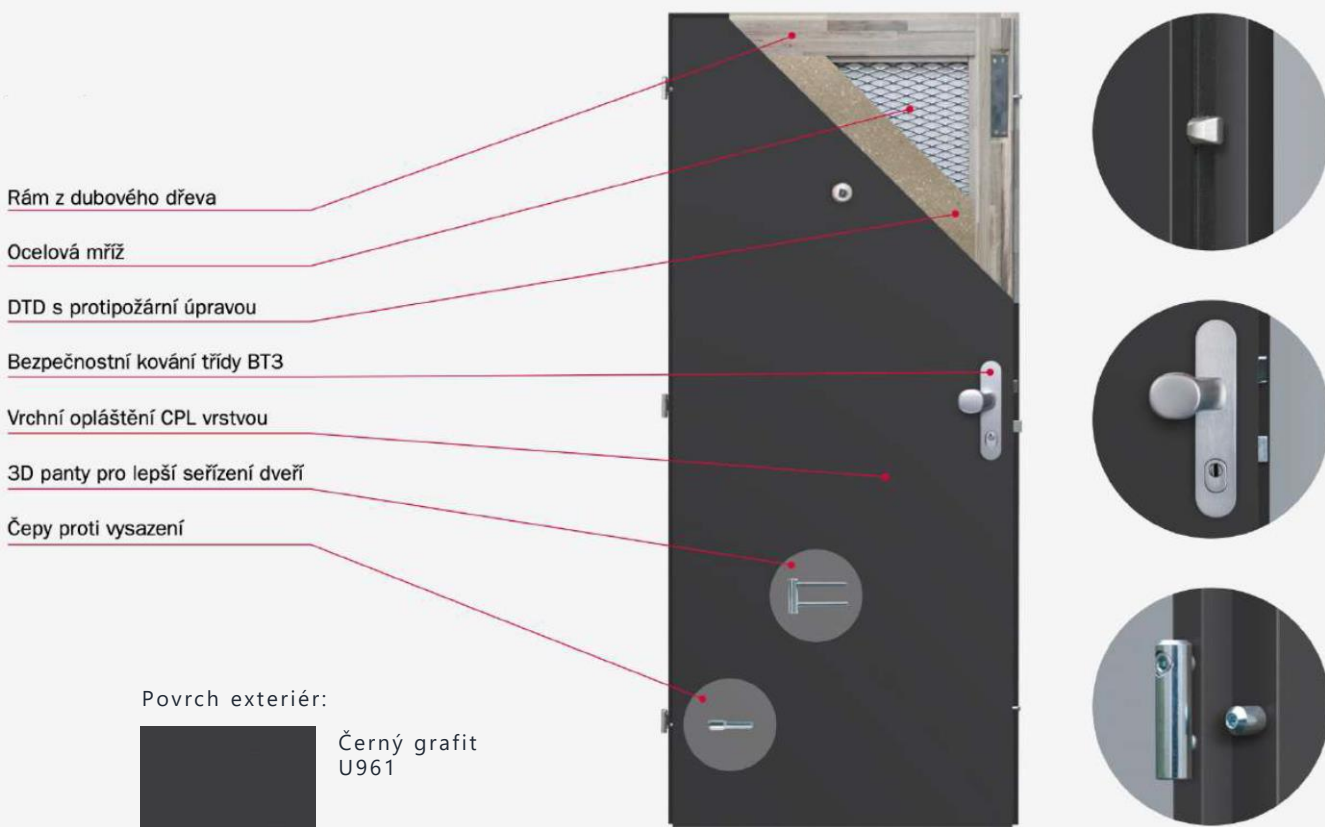 Rám z dubového dřeva
Ocelová mříž
DTD s protipožární úpravou
Bezpečnostní kování třídy BT3
Vrchní opláštění CPL vrstvou
3D panty pro lepší seřízení dveří
Čepy proti vysazení
Povrch exteriér:
Černý grafit
U961